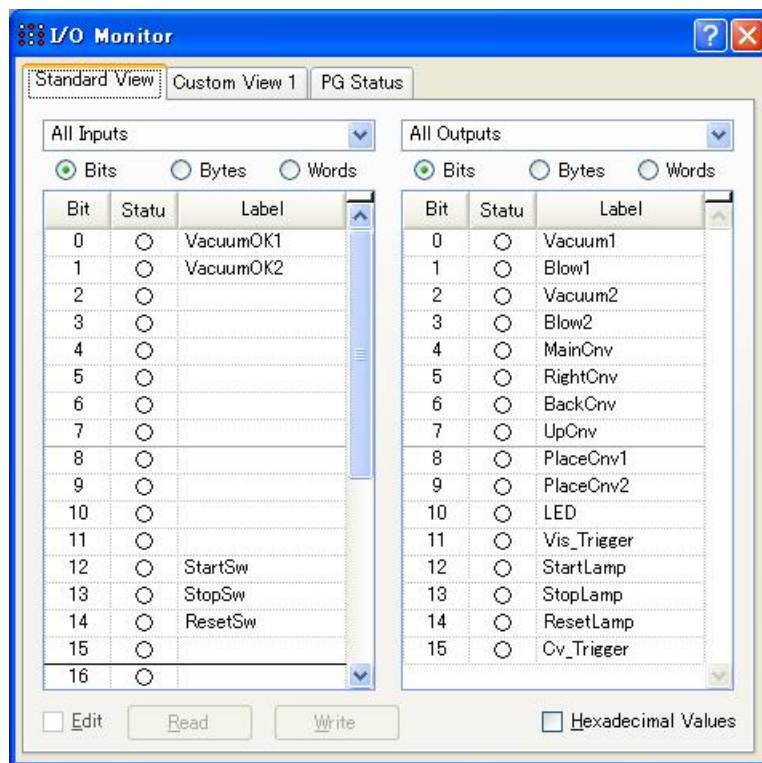 I/O Monitor
Standard View Custom View 1 PG Status
All Inputs All Outputs
Bits Bytes Words Bits Bytes Words
Bit Statu Label Bit Statu Label
0 VacuumOK1 0 Vacuum1
1 VacuumOK2 1 Blow1
2 2 Vacuum2
3 3 Blow2
4 4 MainCnv
5 5 RightCnv
6 6 BackCnv
7 7 UpCnv
8 8 PlaceCnv1
9 9 PlaceCnv2
10 10 LED
11 11 Vis_Trigger
12 StartSw 12 StartLamp
13 StopSw 13 StopLamp
14 ResetSw 14 ResetLamp
15 15 Cv_Trigger
16
Edit Read Write Hexadecimal Values